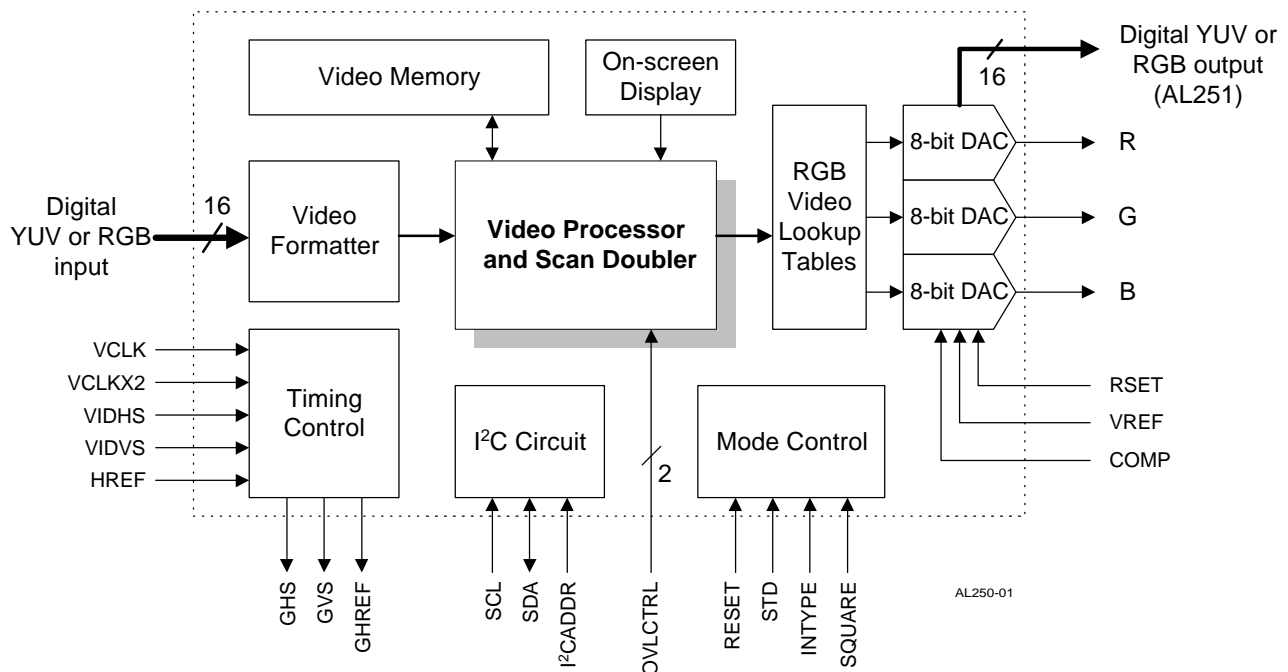 Digital YUV or
RGB output
(AL251)
16
Video Memory
On-screen
Display
8-bit DAC
R
RGB
Video
Lookup
Tables
Digital
YUV or RGB
input
16
Video
Formatter
Video Processor
and Scan Doubler
8-bit DAC
G
8-bit DAC
B
VCLK
VCLKX2
VIDHS
VIDVS
HREF
Timing
Control
I²C Circuit
2
Mode Control
RSET
VREF
COMP
GHS
GVS
GHREF
SCL
SDA
I²CADDR
OVLCTRL
RESET
STD
INTYPE
SQUARE
AL250-01